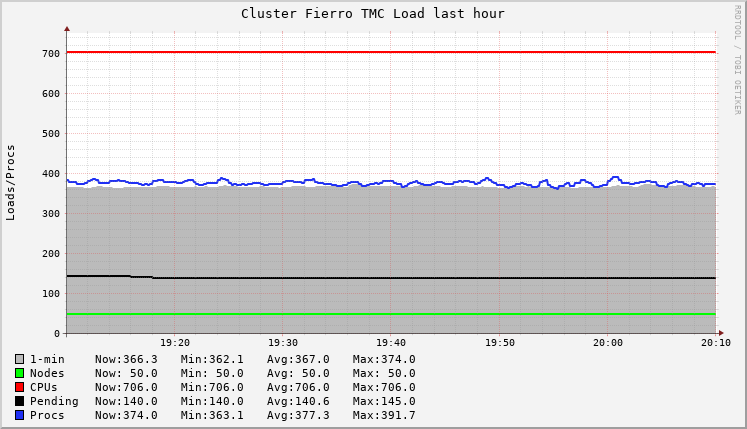 Cluster Fierro TMC Load last hour
RRDTOOL / TOBI OETIKER
Loads/Procs
700
600
500
400
300
200
100
0
19:20 19:30 19:40 19:50 20:00 20:10
1-min Now:366.3 Min:362.1 Avg:367.0 Max:374.0
Nodes Now: 50.0 Min: 50.0 Avg: 50.0 Max: 50.0
CPUs Now:706.0 Min:706.0 Avg:706.0 Max:706.0
Pending Now:140.0 Min:140.0 Avg:140.6 Max:145.0
Procs Now:374.0 Min:363.1 Avg:377.3 Max:391.7